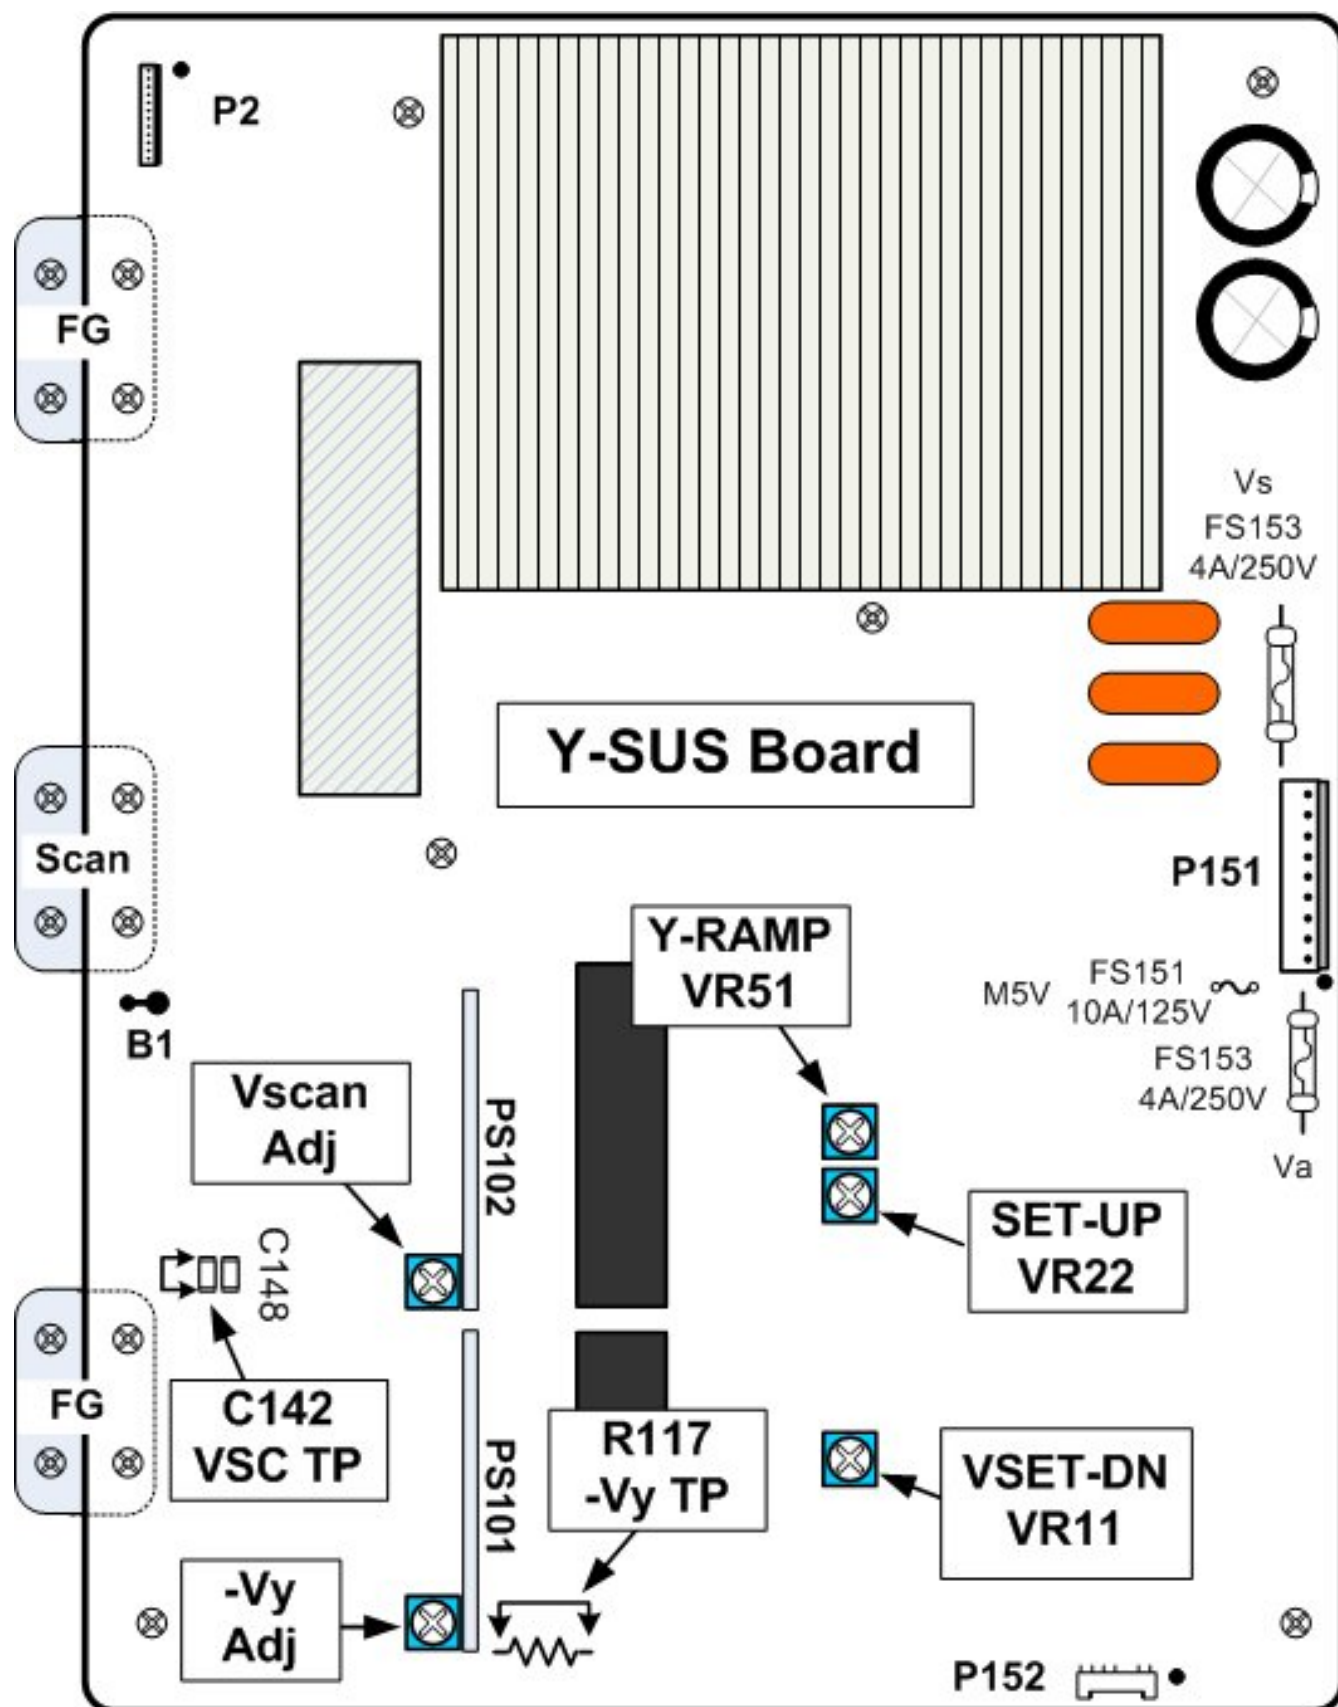 P2
FG
Vs
FS153
4A/250V
Y-SUS Board
Scan
P151
Y-RAMP
VR51
M5V
FS151
10A/125V
B1
FS153
4A/250V
Va
Vscan
Adj
PS102
SET-UP
VR22
C148
FG
C142
VSC TP
PS101
R117
-Vy TP
VSET-DN
VR11
-Vy
Adj
P152